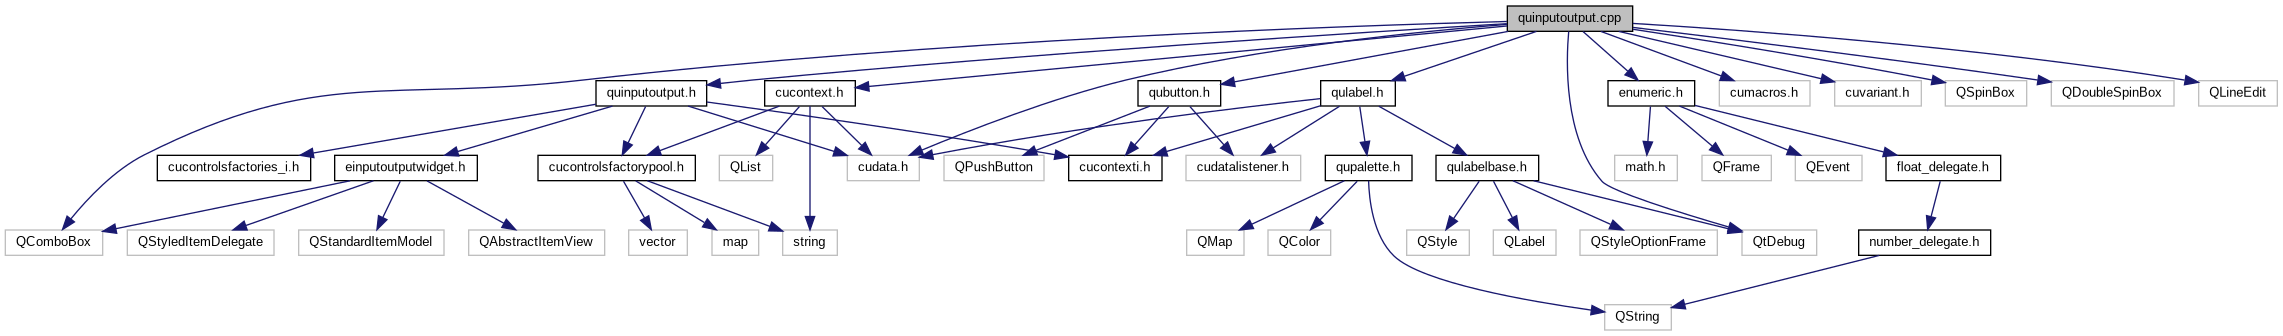 quinputoutput.cpp
quinputoutput.h
cucontext.h
qubutton.h
qulabel.h
enumeric.h
cumacros.h
cuvariant.h
QSpinBox
QDoubleSpinBox
QLineEdit
cucontrolsfactories_i.h
einputoutputwidget.h
cucontrolsfactorypool.h
QList
cudata.h
QPushButton
cucontexti.h
cudatalistener.h
qupalette.h
qulabelbase.h
math.h
QFrame
QEvent
float_delegate.h
QComboBox
QStyledItemDelegate
QStandardItemModel
QAbstractItemView
vector
map
string
QMap
QColor
QStyle
QLabel
QStyleOptionFrame
QtDebug
number_delegate.h
QString